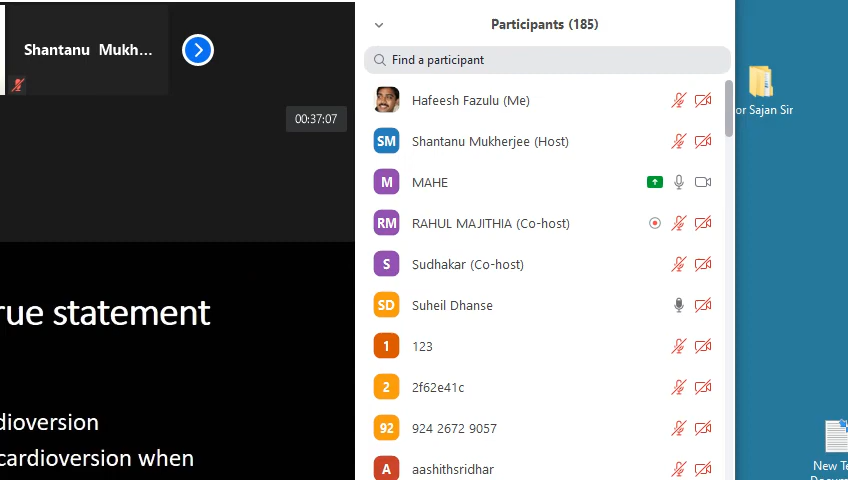 Shantanu Mukh...
00:37:07
rue statement
dioversion
cardioversion when
Participants (185)
Find a participant
Hafeesh Fazulu (Me)
SM Shantanu Mukherjee (Host)
M MAHE
RM RAHUL MAJITHIA (Co-host)
S Sudhakar (Co-host)
SD Suheil Dhanse
1 123
2 2f62e41c
92 924 2672 9057
A aashithsridhar
or Sajan Sir
New Te